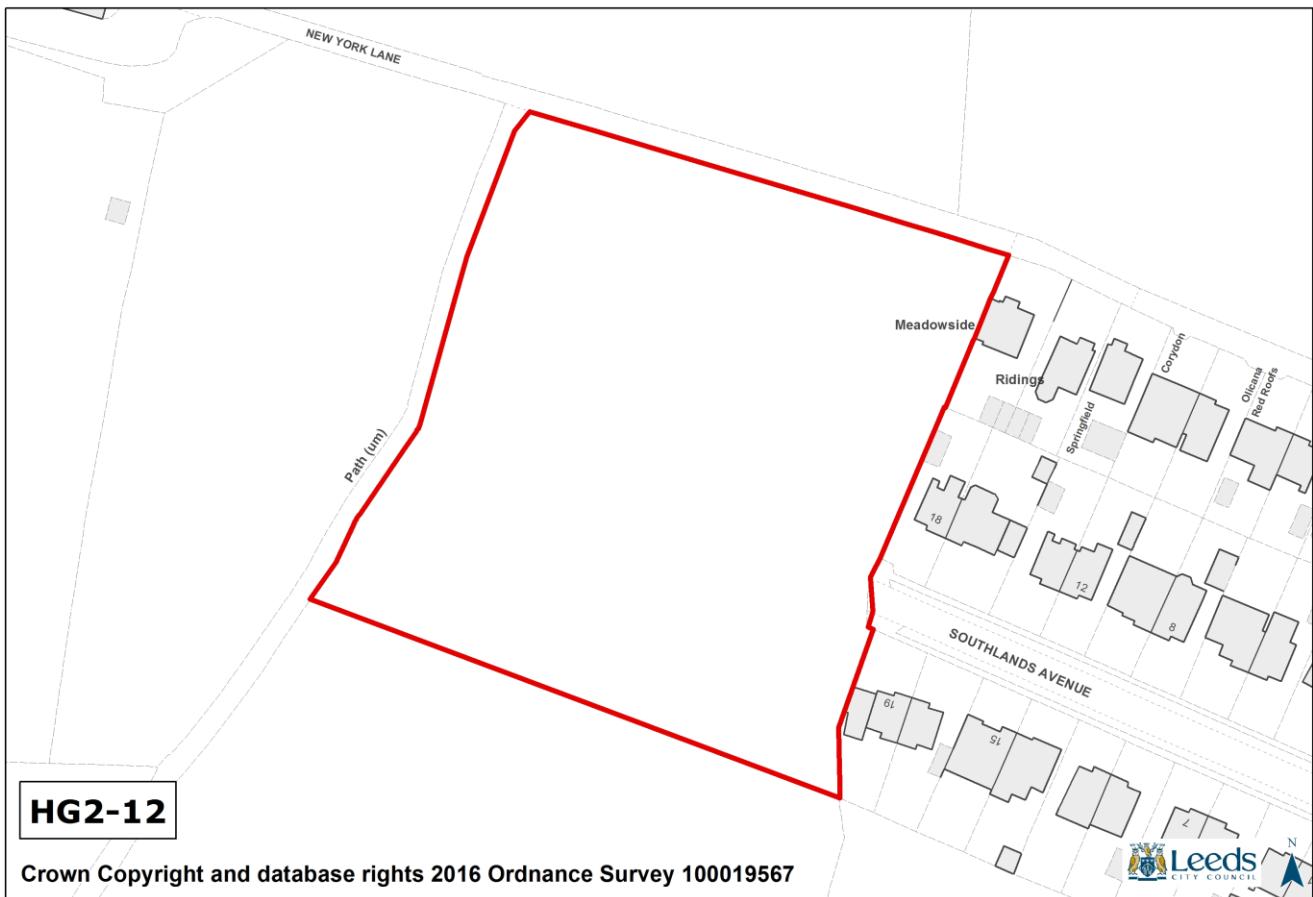 NEW YORK LANE
Meadowside
Ridings
Corydon
Springfield
Olicana
Red Roofs
Path (um)
18
12
8
SOUTHLANDS AVENUE
19
15
7
HG2-12
Crown Copyright and database rights 2016 Ordnance Survey 100019567
Leeds
CITY COUNCIL
N